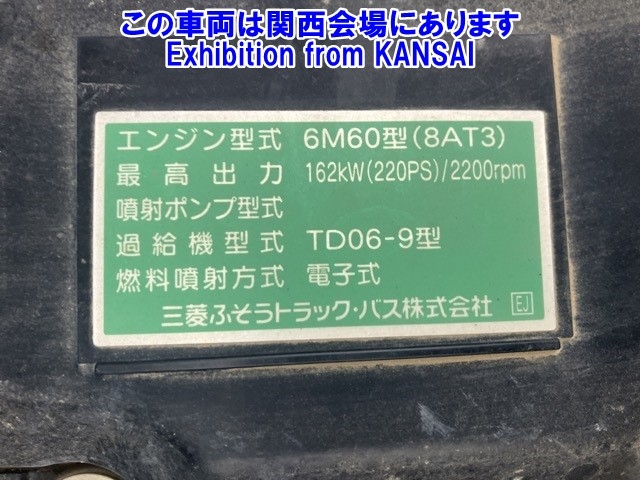 この車両は関西会場にあります
Exhibition from KANSAI
エンジン型式 6M60型(8AT3)
最高出力 162kW(220PS)/2200rpm
噴射ポンプ型式
過給機型式 TD06-9型
燃料噴射方式 電子式
三菱ふそうトラック・バス株式会社 EJ